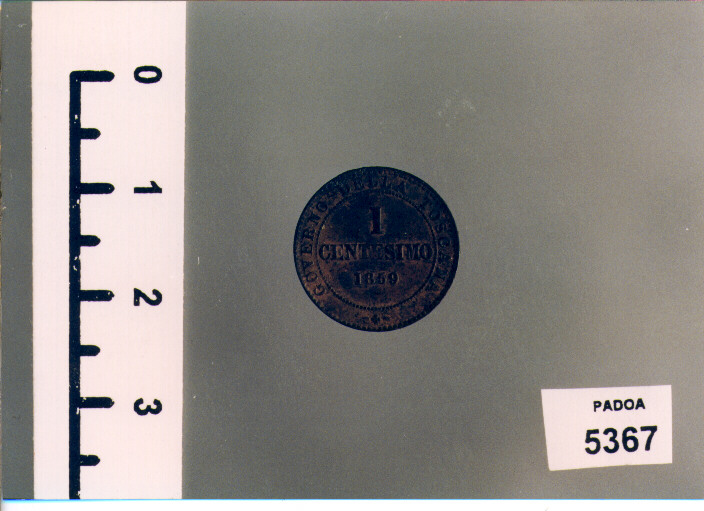 0
1
2
3
GOVERNO DELLA TOSCANA
1
CENTESIMO
1859
PADOA
5367